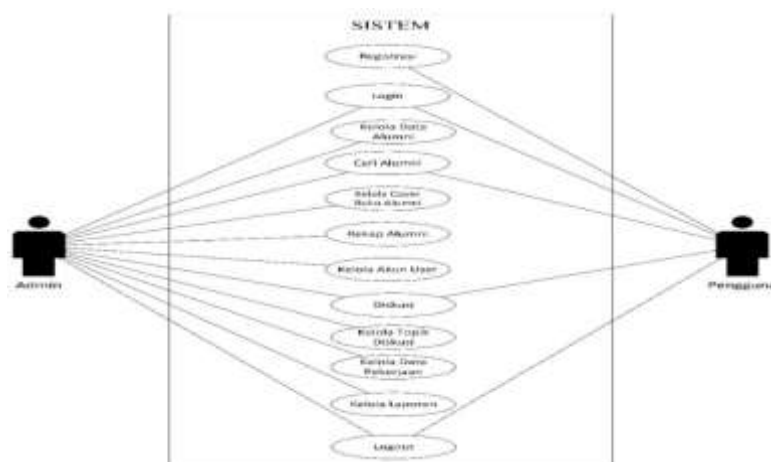 SISTEM
Registrasi
Login
Kelola Data
Alumni
Cari Alumni
Kelola Cover
Buku Alumni
Rekap Alumni
Kelola Akun User
Admin
Pengguna
Diskusi
Kelola Topik
Diskusi
Kelola Data
Pekerjaan
Kelola Laporan
Logout